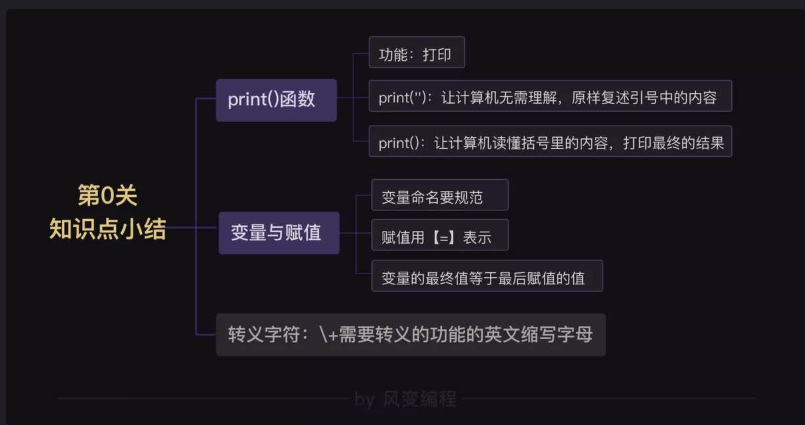 第0关
知识点小结
print()函数
功能：打印
print('')：让计算机无需理解，原样复述引号中的内容
print()：让计算机读懂括号里的内容，打印最终的结果
变量与赋值
变量命名要规范
赋值用【=】表示
变量的最终值等于最后赋值的值
转义字符：\+需要转义的功能的英文缩写字母
by 风变编程